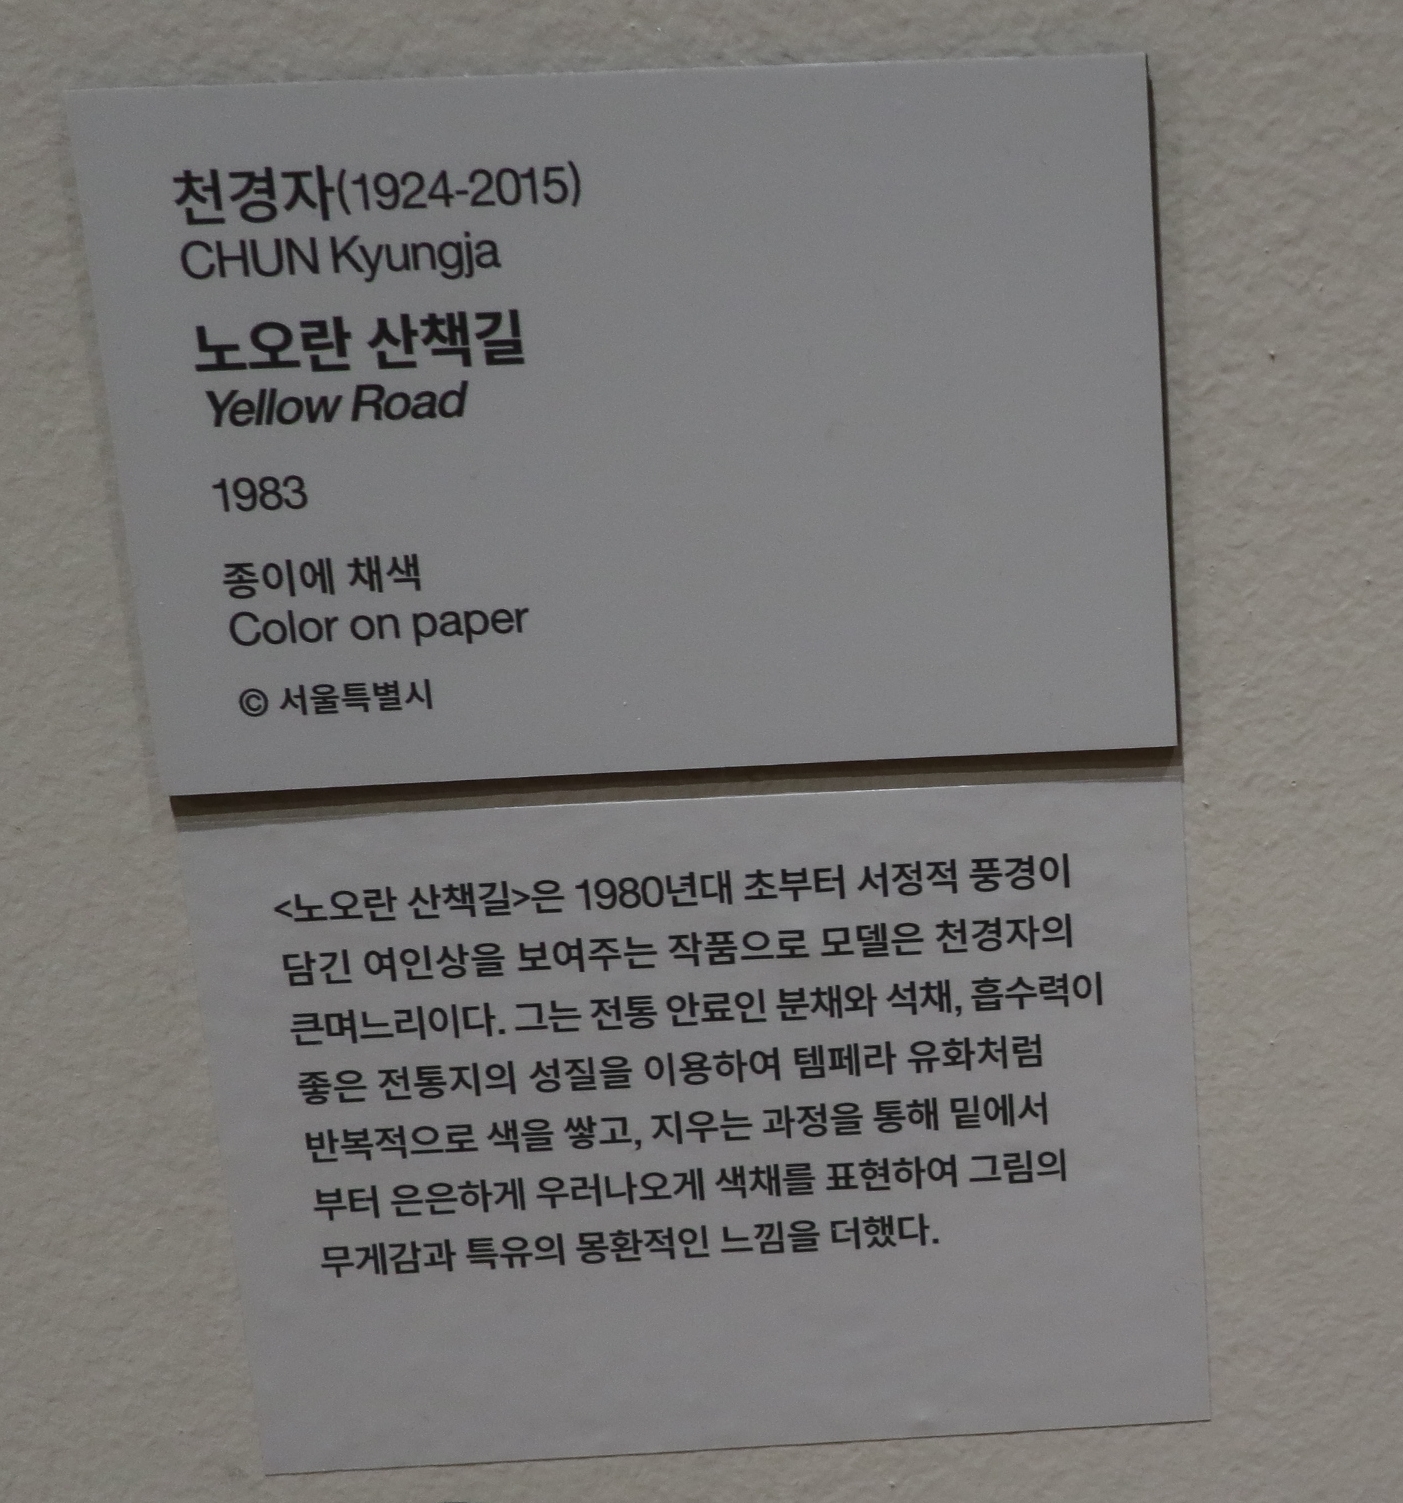 천경자(1924-2015)
CHUN Kyungja
노오란 산책길
Yellow Road
1983
종이에 채색
Color on paper
© 서울특별시
<노오란 산책길>은 1980년대 초부터 서정적 풍경이
담긴 여인상을 보여주는 작품으로 모델은 천경자의
큰며느리이다. 그는 전통 안료인 분채와 석채, 흡수력이
좋은 전통지의 성질을 이용하여 템페라 유화처럼
반복적으로 색을 쌓고, 지우는 과정을 통해 밑에서
부터 은은하게 우러나오게 색채를 표현하여 그림의
무게감과 특유의 몽환적인 느낌을 더했다.